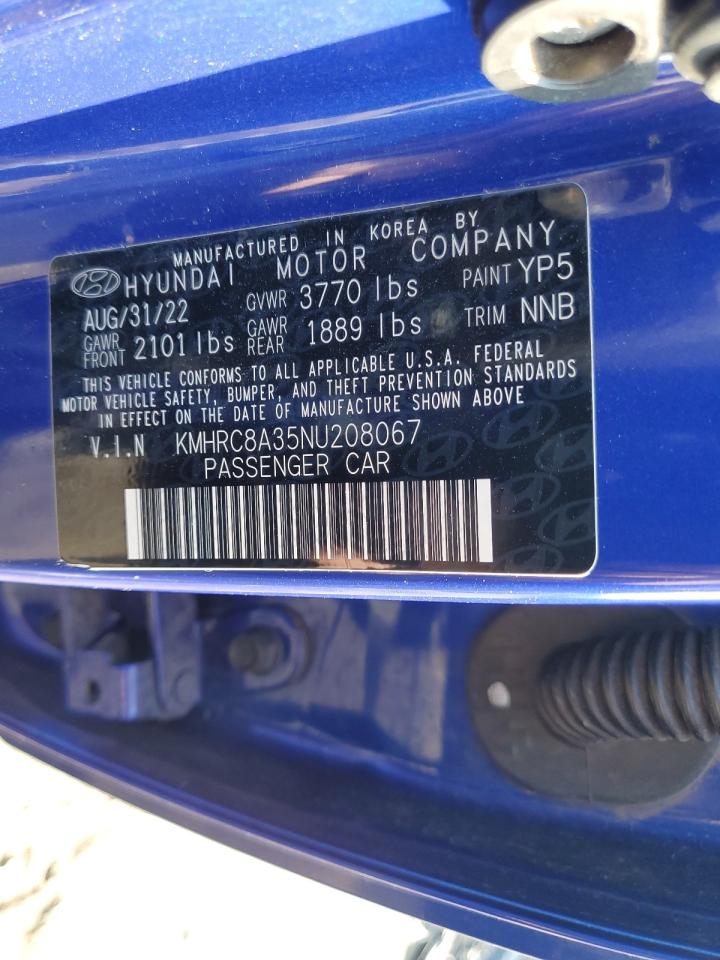 MANUFACTURED IN KOREA BY
HYUNDAI MOTOR COMPANY
AUG/31/22 GVWR 3770 lbs PAINT YP5
GAWR FRONT 2101 lbs GAWR REAR 1889 lbs TRIM NNB
THIS VEHICLE CONFORMS TO ALL APPLICABLE U.S.A. FEDERAL
MOTOR VEHICLE SAFETY, BUMPER, AND THEFT PREVENTION STANDARDS
IN EFFECT ON THE DATE OF MANUFACTURE SHOWN ABOVE
V.I.N KMHRC8A35NU208067
PASSENGER CAR